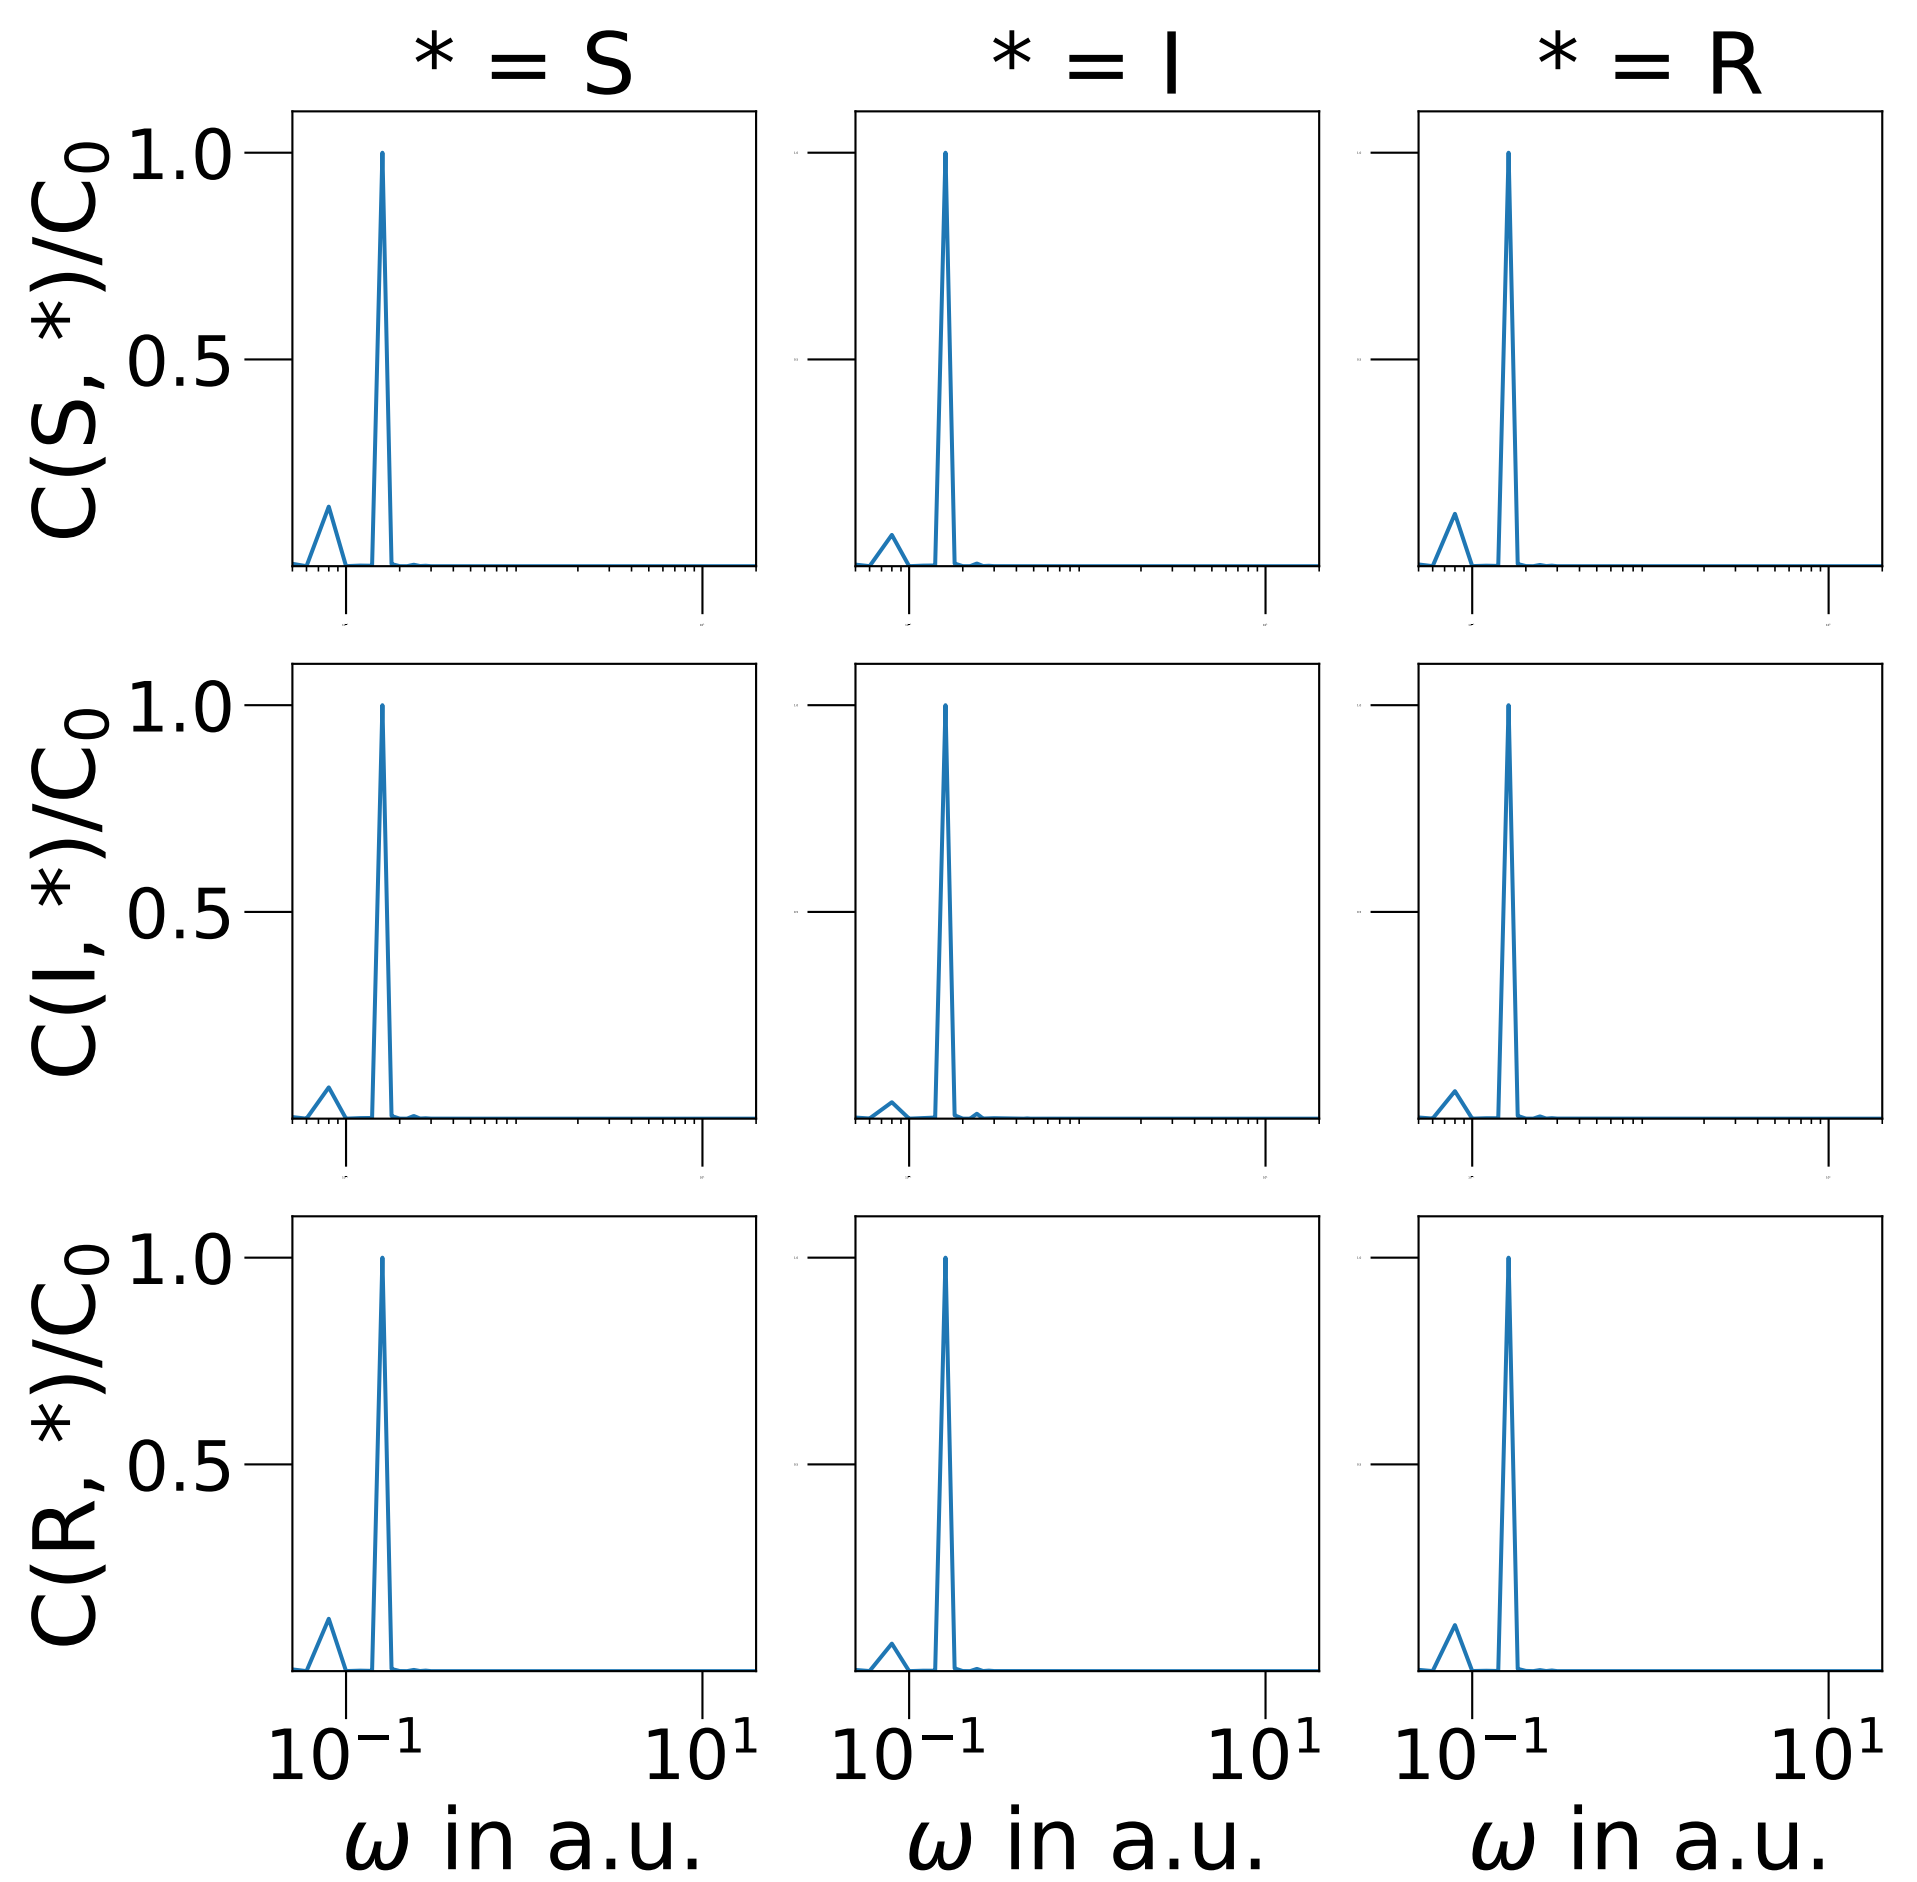 * = S
* = I
* = R
C(S, *)/C₀
1.0
0.5
C(I, *)/C₀
1.0
0.5
C(R, *)/C₀
1.0
0.5
10⁻¹ 10¹
10⁻¹ 10¹
10⁻¹ 10¹
ω in a.u.
ω in a.u.
ω in a.u.